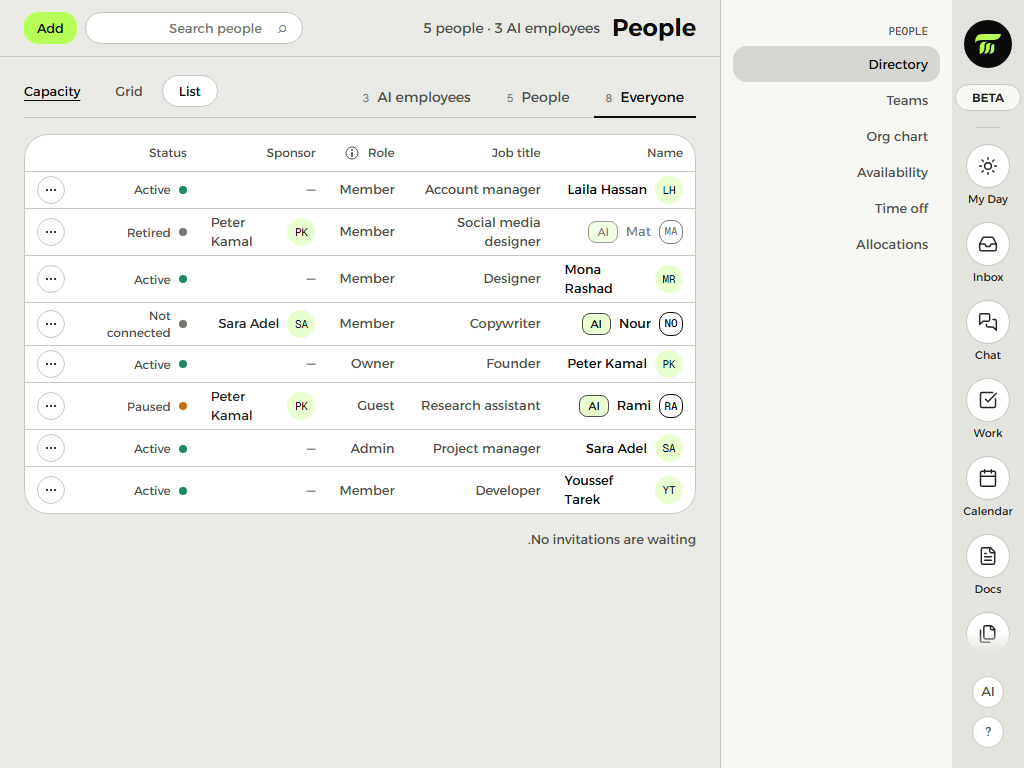 People
5 people · 3 AI employees
Search people
Add
Everyone 8
People 5
AI employees 3
List
Grid
Capacity
Name Job title Role Sponsor Status
LH Laila Hassan Account manager Member — Active
MA Mat AI Social media designer Member PK Peter Kamal Retired
MR Mona Rashad Designer Member — Active
NO Nour AI Copywriter Member SA Sara Adel Not connected
PK Peter Kamal Founder Owner — Active
RA Rami AI Research assistant Guest PK Peter Kamal Paused
SA Sara Adel Project manager Admin — Active
YT Youssef Tarek Developer Member — Active
.No invitations are waiting
PEOPLE
Directory
Teams
Org chart
Availability
Time off
Allocations
BETA
My Day
Inbox
Chat
Work
Calendar
Docs
AI
?